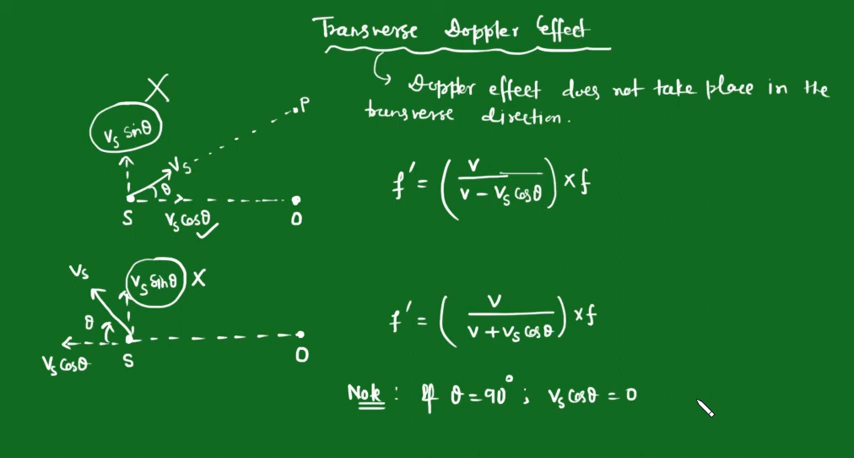 Transverse Doppler Effect
Doppler effect does not take place in the
transverse direction.
X
Vs sinθ
P
Vs
θ
S
Vs cosθ ✓
O
f' = ( v / (v - Vs cosθ) ) × f
Vs
Vs sinθ X
θ
Vs cosθ
S
O
f' = ( v / (v + Vs cosθ) ) × f
Note : If θ = 90° ; Vs cosθ = 0